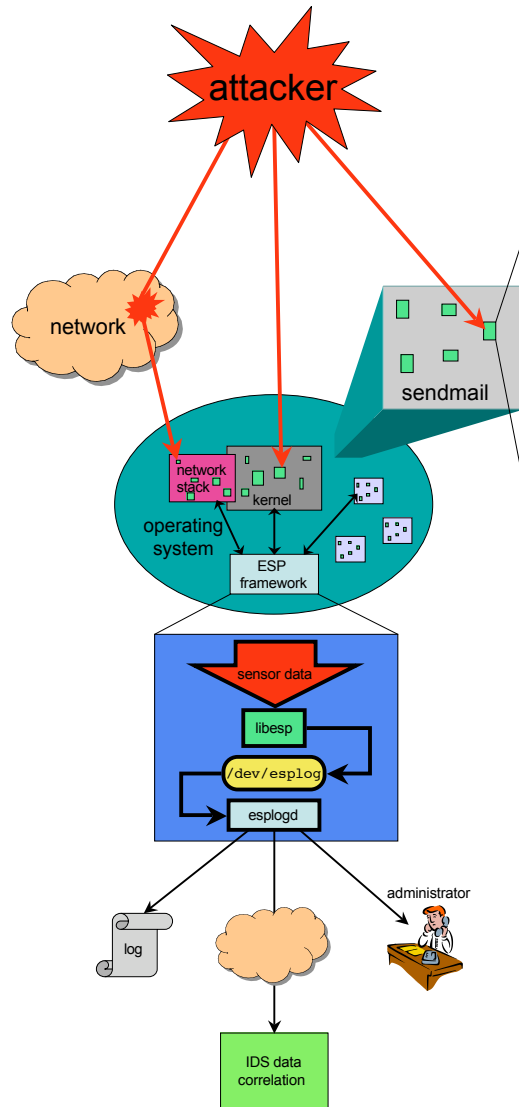 attacker
network
sendmail
network
stack
kernel
operating
system
ESP
framework
sensor data
libesp
/dev/esplog
esplogd
administrator
log
IDS data
correlation